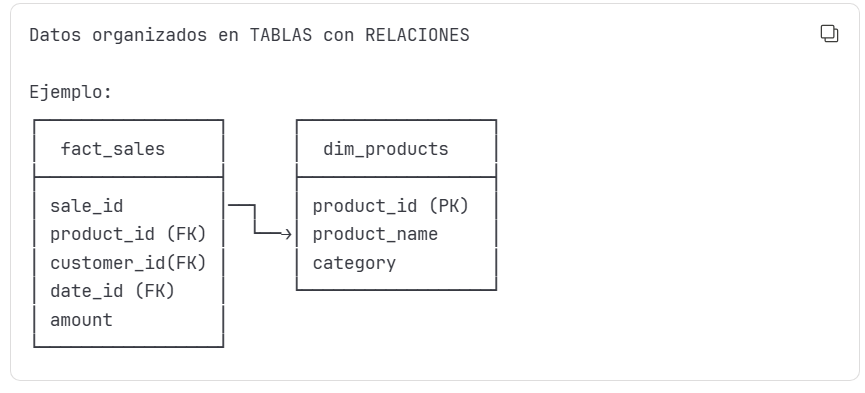 Datos organizados en TABLAS con RELACIONES
Ejemplo:
fact_sales dim_products
sale_id product_id (PK)
product_id (FK) product_name
customer_id(FK) category
date_id (FK)
amount